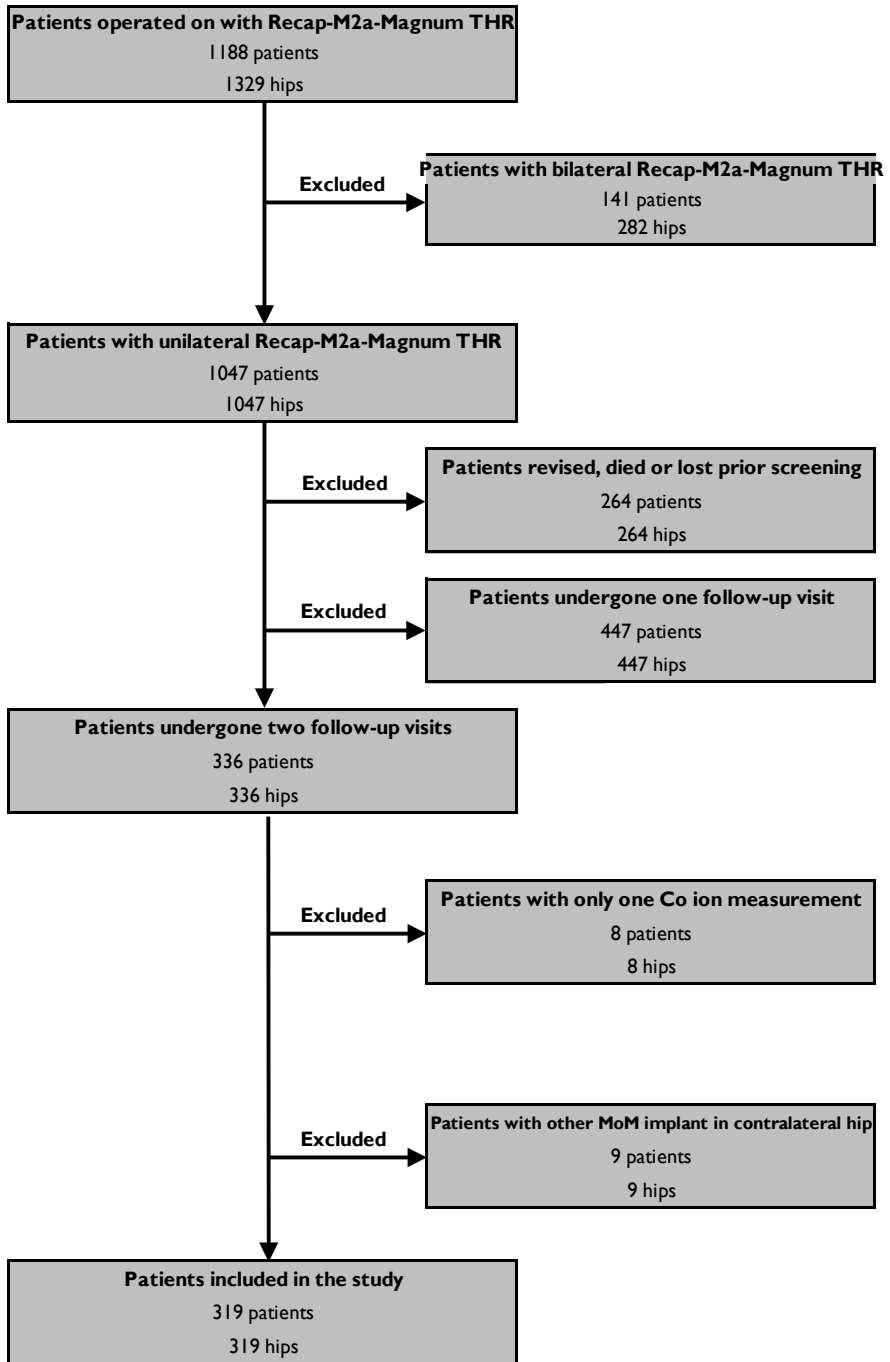 Patients operated on with Recap-M2a-Magnum THR
1188 patients
1329 hips
Excluded
Patients with bilateral Recap-M2a-Magnum THR
141 patients
282 hips
Patients with unilateral Recap-M2a-Magnum THR
1047 patients
1047 hips
Excluded
Patients revised, died or lost prior screening
264 patients
264 hips
Excluded
Patients undergone one follow-up visit
447 patients
447 hips
Patients undergone two follow-up visits
336 patients
336 hips
Excluded
Patients with only one Co ion measurement
8 patients
8 hips
Excluded
Patients with other MoM implant in contralateral hip
9 patients
9 hips
Patients included in the study
319 patients
319 hips